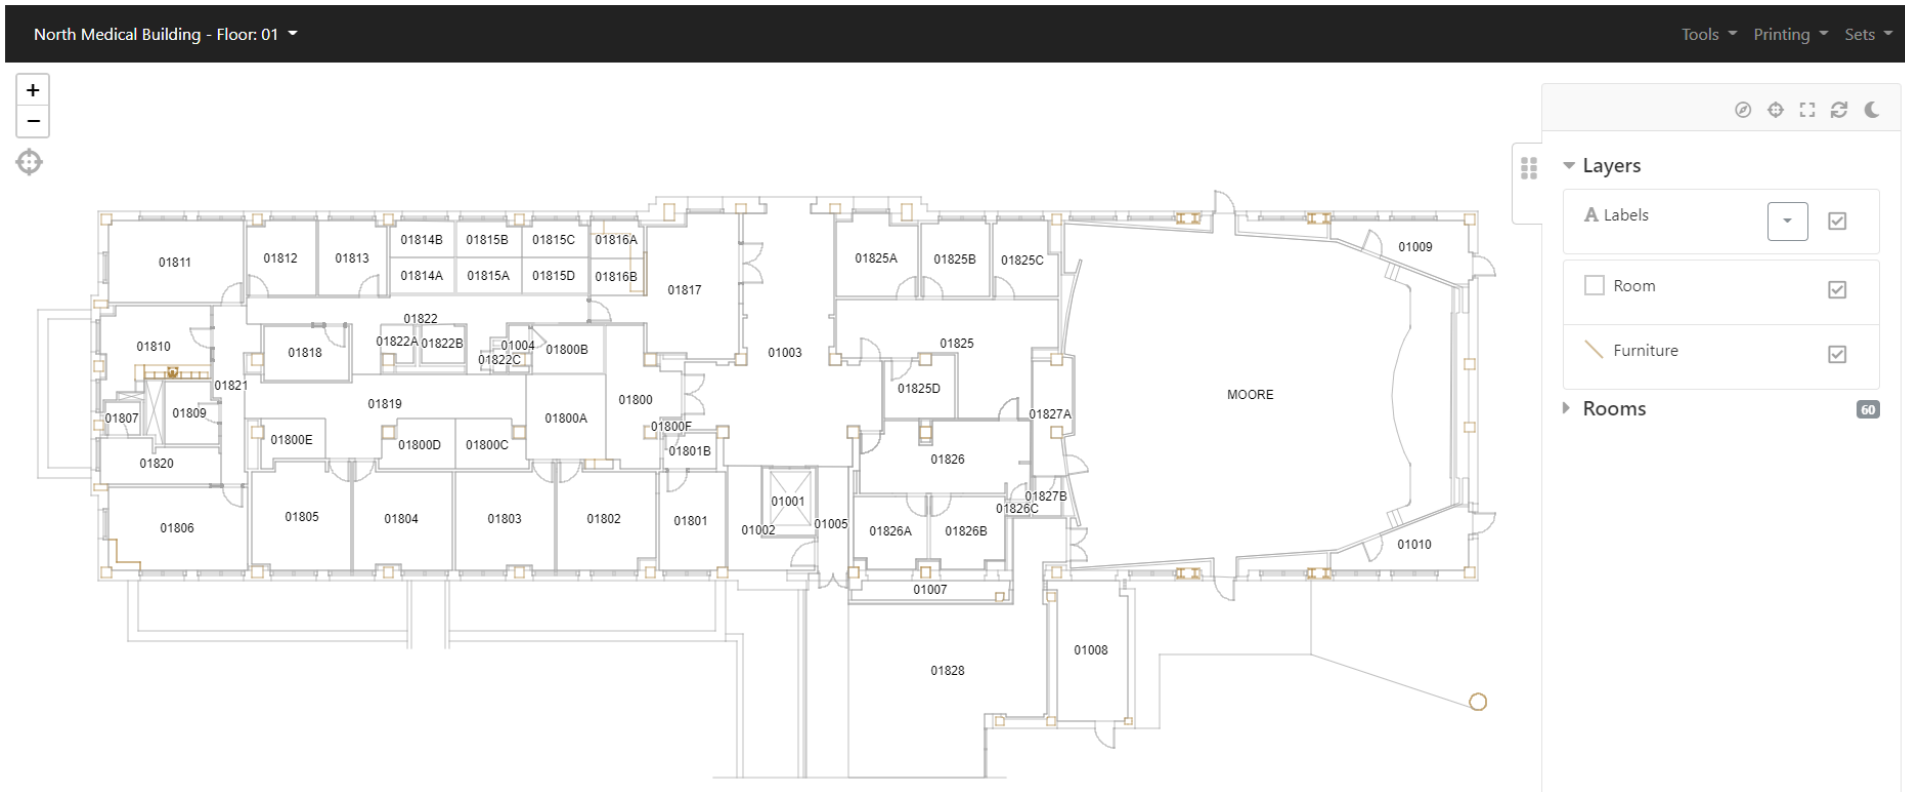 North Medical Building - Floor: 01
Tools Printing Sets
+
−
Layers
A Labels
Room
Furniture
Rooms 60
01811
01812
01813
01814B
01815B
01815C
01816A
01814A
01815A
01815D
01816B
01817
01825A
01825B
01825C
01009
01810
01822
01818
01822A
01822B
01004
01822C
01800B
01003
01825
01821
01819
01800
01825D
MOORE
01807
01809
01800E
01800D
01800C
01800A
01800F
01801B
01827A
01820
01826
01806
01805
01804
01803
01802
01801
01002
01001
01005
01826A
01826B
01827B
01826C
01010
01007
01828
01008